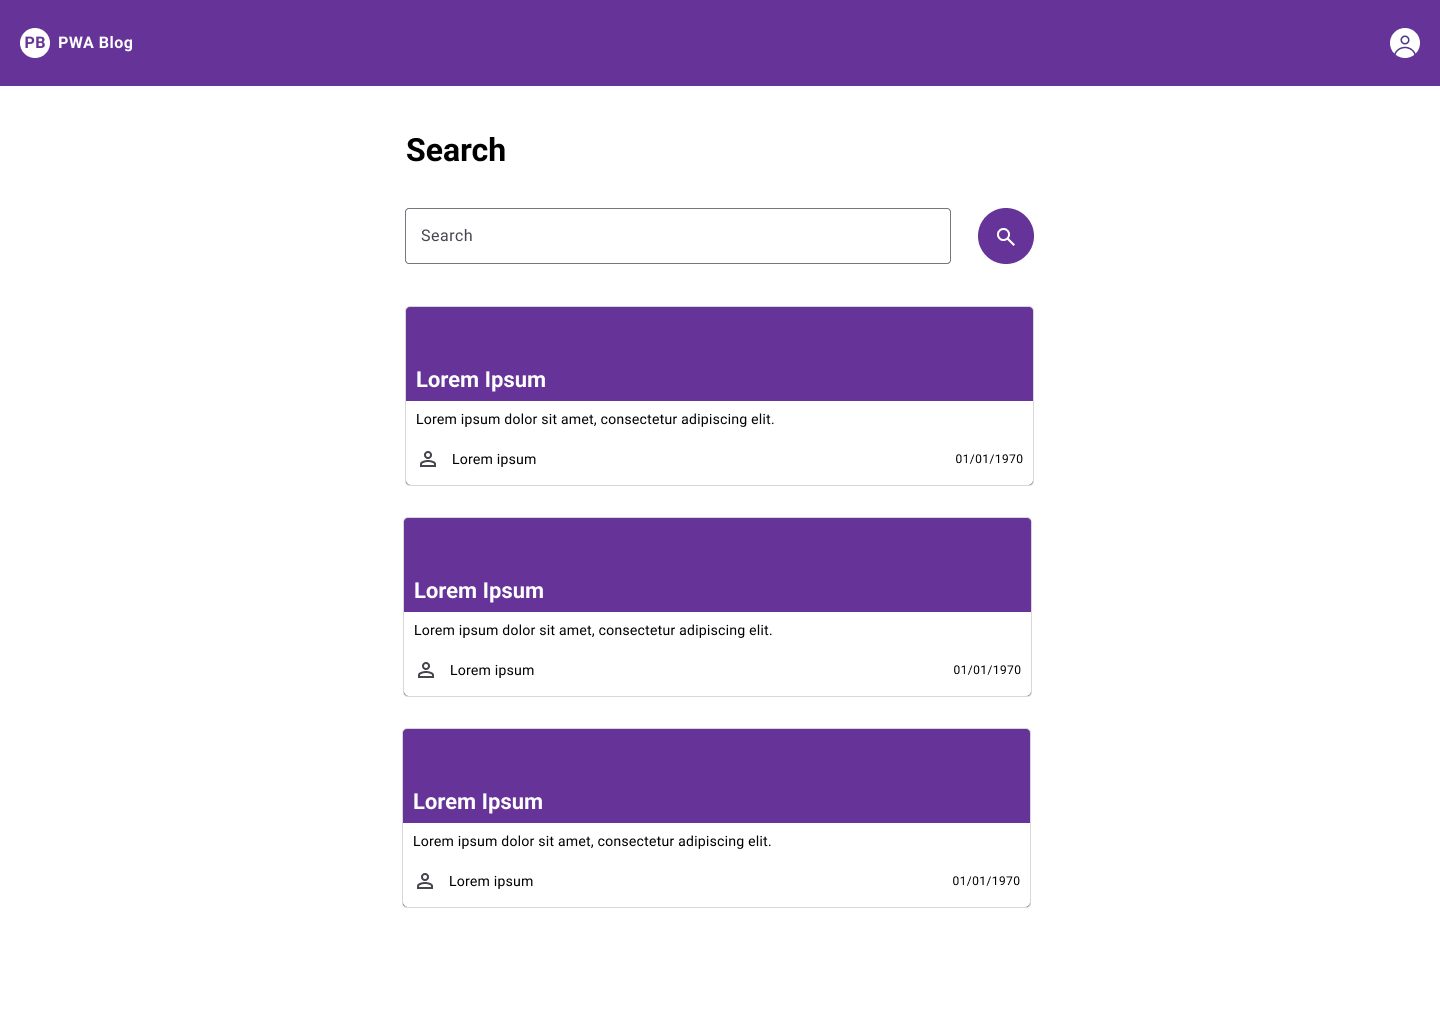 PB PWA Blog
Search
Search
Lorem Ipsum
Lorem ipsum dolor sit amet, consectetur adipiscing elit.
Lorem ipsum 01/01/1970
Lorem Ipsum
Lorem ipsum dolor sit amet, consectetur adipiscing elit.
Lorem ipsum 01/01/1970
Lorem Ipsum
Lorem ipsum dolor sit amet, consectetur adipiscing elit.
Lorem ipsum 01/01/1970